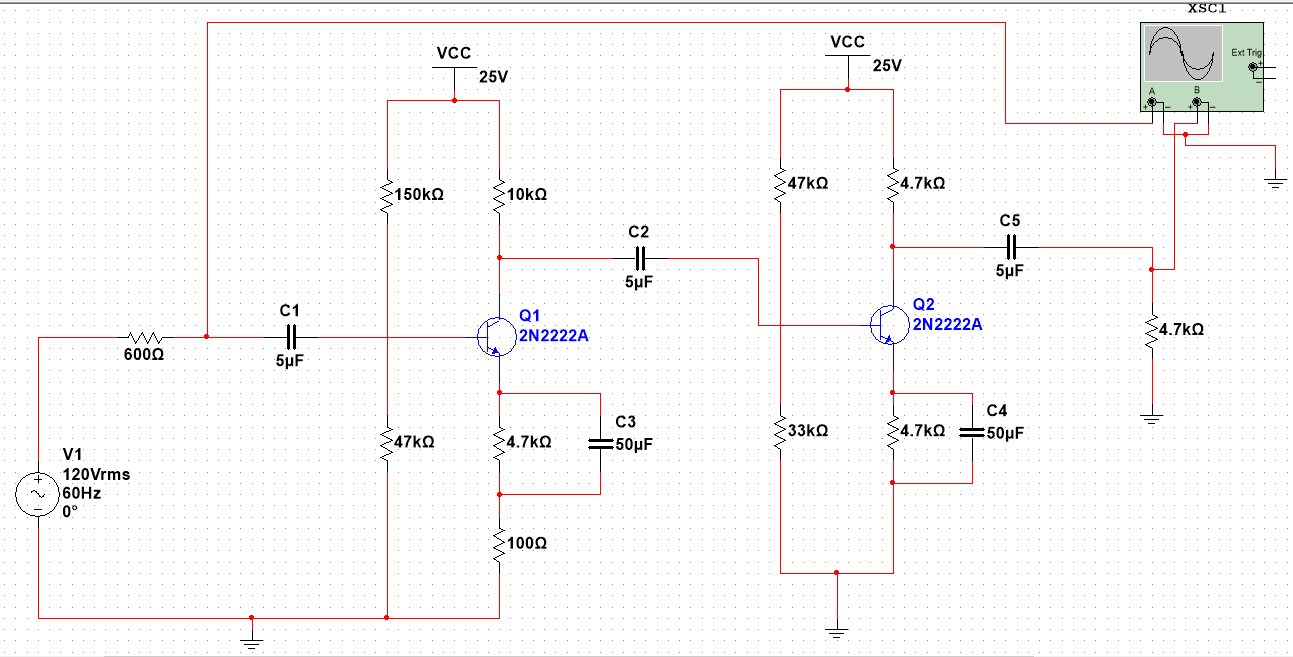 XSC1
Ext Trig
+
−
A
B
+ −
+ −
VCC
25V
VCC
25V
150kΩ
10kΩ
47kΩ
4.7kΩ
C2
5µF
C5
5µF
C1
5µF
600Ω
Q1
2N2222A
Q2
2N2222A
4.7kΩ
47kΩ
4.7kΩ
C3
50µF
33kΩ
4.7kΩ
C4
50µF
V1
120Vrms
60Hz
0°
+
−
100Ω